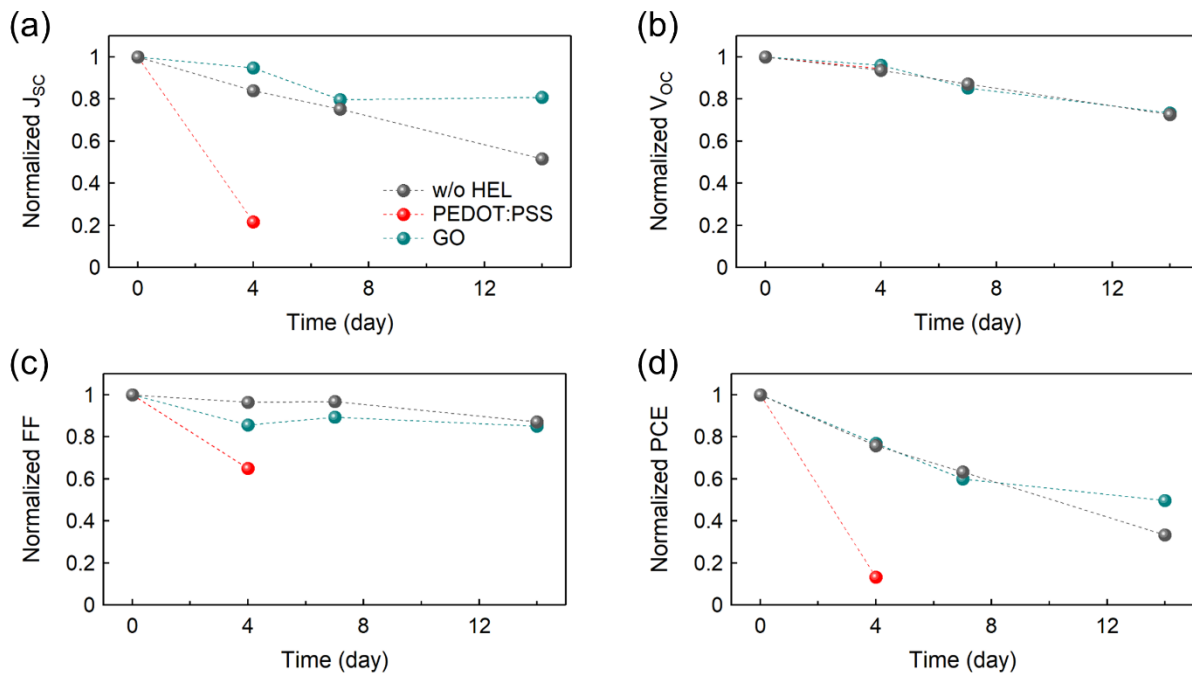 (a)
Normalized J_SC
1
0.8
0.6
0.4
0.2
0
w/o HEL
PEDOT:PSS
GO
0 4 8 12
Time (day)
(b)
Normalized V_OC
1
0.8
0.6
0.4
0.2
0
0 4 8 12
Time (day)
(c)
Normalized FF
1
0.8
0.6
0.4
0.2
0
0 4 8 12
Time (day)
(d)
Normalized PCE
1
0.8
0.6
0.4
0.2
0
0 4 8 12
Time (day)